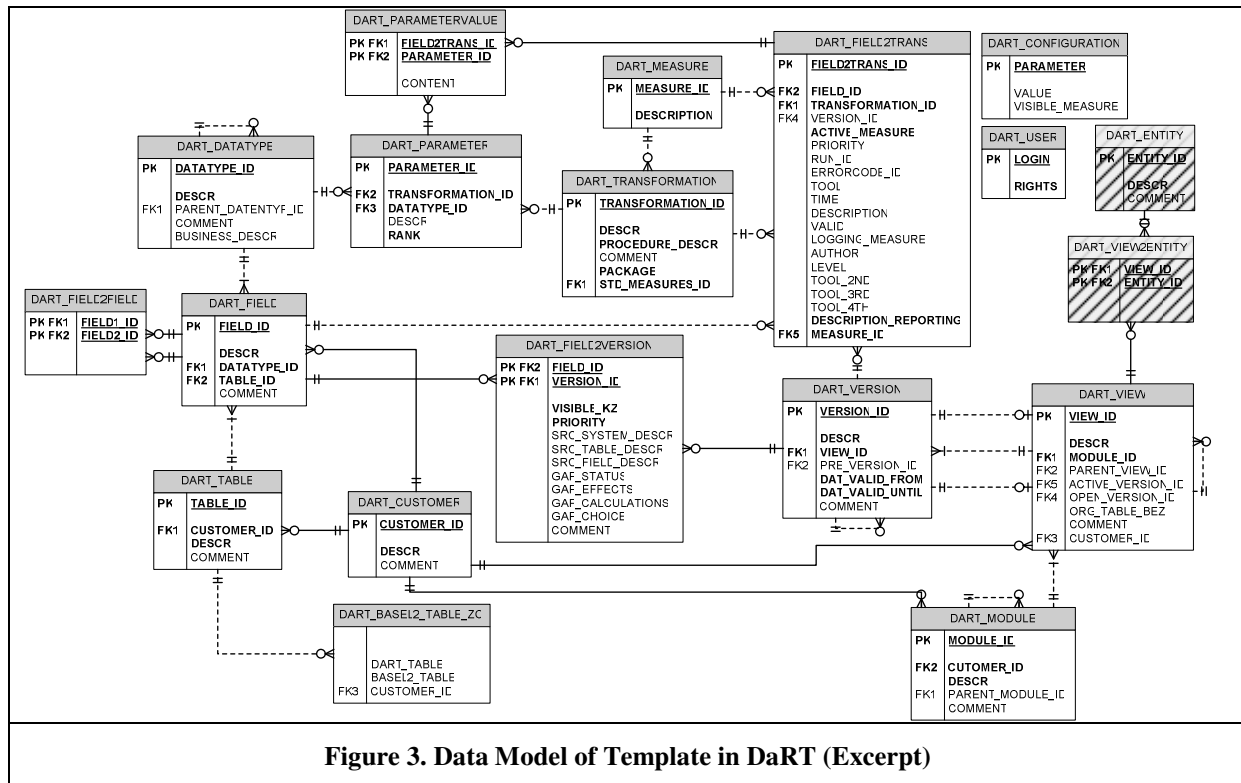 DART_PARAMETERVALUE
PK FK1 FIELD2TRANS_ID
PK FK2 PARAMETER_ID
CONTENT
DART_FIELD2TRANS
PK FIELD2TRANS_ID
FK2 FIELD_ID
FK1 TRANSFORMATION_ID
FK4 VERSION_ID
ACTIVE_MEASURE
PRIORITY
RUN_ID
ERRORCODE_ID
TOOL
TIME
DESCRIPTION
VALID
LOGGING_MEASURE
AUTHOR
LEVEL
TOOL_2ND
TOOL_3RD
TOOL_4TH
DESCRIPTION_REPORTING
FK5 MEASURE_ID
DART_CONFIGURATION
PK PARAMETER
VALUE
VISIBLE_MEASURE
DART_MEASURE
PK MEASURE_ID
DESCRIPTION
DART_USER
PK LOGIN
RIGHTS
DART_ENTITY
PK ENTITY_ID
DESCR
COMMENT
DART_DATATYPE
PK DATATYPE_ID
DESCR
FK1 PARENT_DATENTYP_ID
COMMENT
BUSINESS_DESCR
DART_PARAMETER
PK PARAMETER_ID
FK2 TRANSFORMATION_ID
FK3 DATATYPE_ID
DESCR
RANK
DART_TRANSFORMATION
PK TRANSFORMATION_ID
DESCR
PROCEDURE_DESCR
COMMENT
PACKAGE
FK1 STD_MEASURES_ID
DART_VIEW2ENTITY
PK FK1 VIEW_ID
PK FK2 ENTITY_ID
DART_FIELD2FIELD
PK FK1 FIELD1_ID
PK FK2 FIELD2_ID
DART_FIELD
PK FIELD_ID
DESCR
FK1 DATATYPE_ID
FK2 TABLE_ID
COMMENT
DART_FIELD2VERSION
PK FK2 FIELD_ID
PK FK1 VERSION_ID
VISIBLE_KZ
PRIORITY
SRC_SYSTEM_DESCR
SRC_TABLE_DESCR
SRC_FIELD_DESCR
GAP_STATUS
GAP_EFFECTS
GAP_CALCULATIONS
GAP_CHOICE
COMMENT
DART_VERSION
PK VERSION_ID
DESCR
FK1 VIEW_ID
FK2 PRE_VERSION_ID
DAT_VALID_FROM
DAT_VALID_UNTIL
COMMENT
DART_VIEW
PK VIEW_ID
DESCR
FK1 MODULE_ID
FK2 PARENT_VIEW_ID
FK5 ACTIVE_VERSION_ID
FK4 OPEN_VERSION_ID
ORG_TABLE_BEZ
COMMENT
FK3 CUSTOMER_ID
DART_TABLE
PK TABLE_ID
FK1 CUSTOMER_ID
DESCR
COMMENT
DART_CUSTOMER
PK CUSTOMER_ID
DESCR
COMMENT
DART_BASEL2_TABLE_ZO
DART_TABLE
BASEL2_TABLE
FK3 CUSTOMER_ID
DART_MODULE
PK MODULE_ID
FK2 CUTOMER_ID
DESCR
FK1 PARENT_MODULE_ID
COMMENT
Figure 3. Data Model of Template in DaRT (Excerpt)